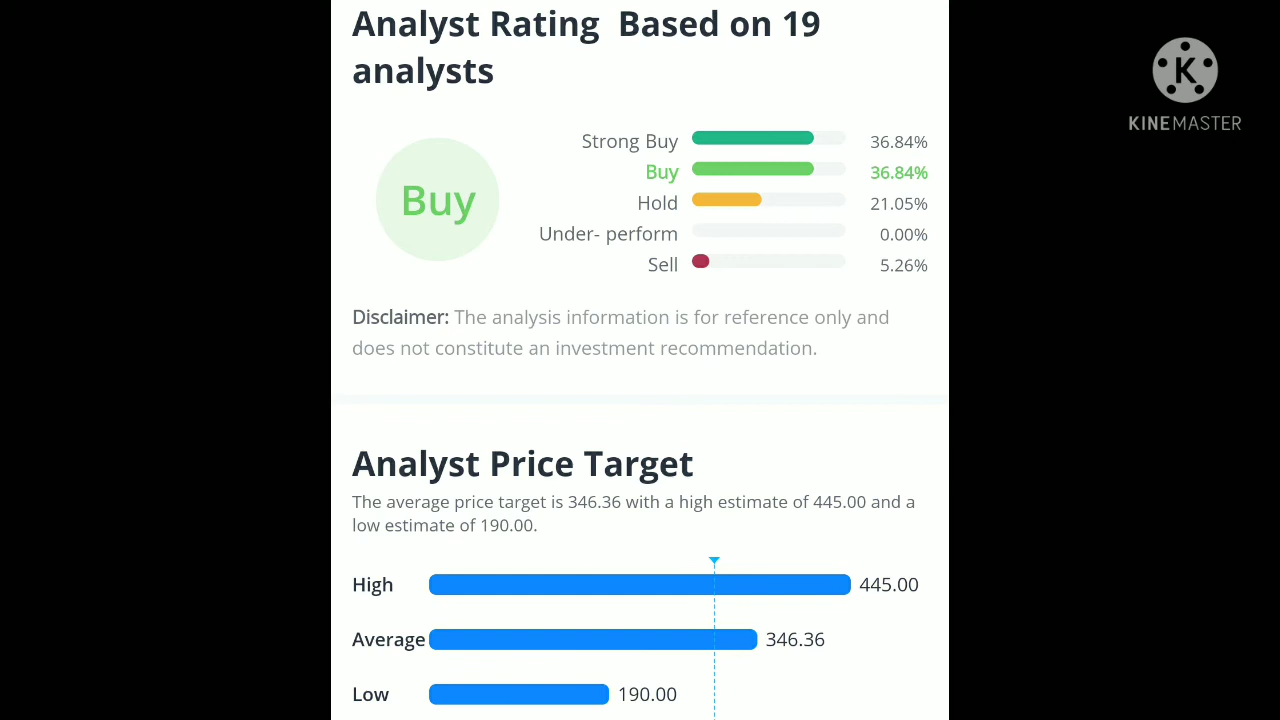 Analyst Rating  Based on 19
analysts
K
KINEMASTER
Buy
Strong Buy 36.84%
Buy 36.84%
Hold 21.05%
Under- perform 0.00%
Sell 5.26%
Disclaimer: The analysis information is for reference only and
does not constitute an investment recommendation.
Analyst Price Target
The average price target is 346.36 with a high estimate of 445.00 and a
low estimate of 190.00.
High 445.00
Average 346.36
Low 190.00